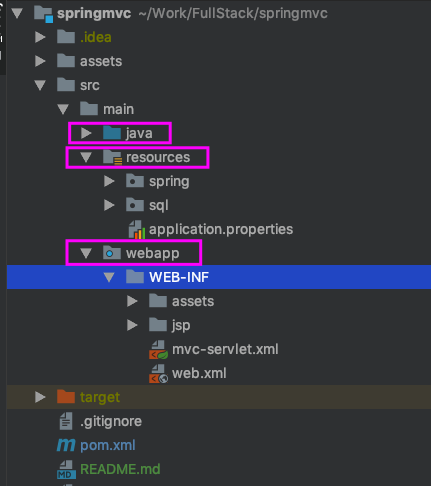 springmvc ~/Work/FullStack/springmvc
.idea
assets
src
main
java
resources
spring
sql
application.properties
webapp
WEB-INF
assets
jsp
mvc-servlet.xml
web.xml
target
.gitignore
pom.xml
README.md